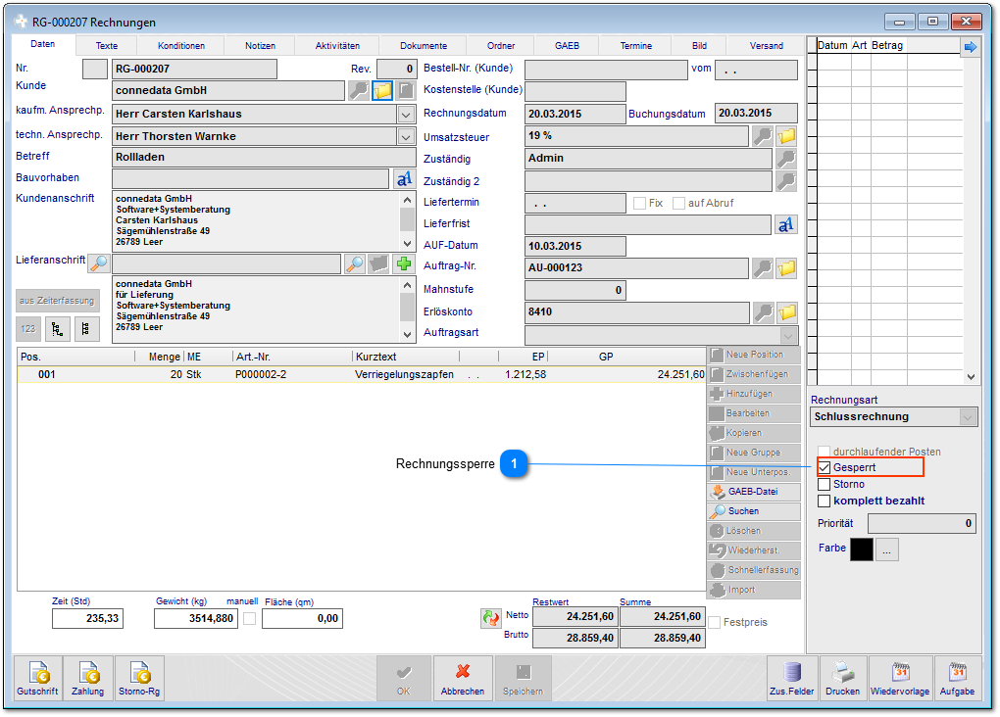 RG-000207 Rechnungen
Daten Texte Konditionen Notizen Aktivitäten Dokumente Ordner GAEB Termine Bild Versand
Nr. RG-000207 Rev. 0
Kunde connedata GmbH
kaufm. Ansprechp. Herr Carsten Karlshaus
techn. Ansprechp. Herr Thorsten Warnke
Betreff Rollladen
Bauvorhaben aA
Kundenanschrift connedata GmbH
Software+Systemberatung
Carsten Karlshaus
Sägemühlenstraße 49
26789 Leer
Lieferanschrift
connedata GmbH
für Lieferung
Software+Systemberatung
Sägemühlenstraße 49
26789 Leer
aus Zeiterfassung
123
Bestell-Nr. (Kunde) vom . .
Kostenstelle (Kunde)
Rechnungsdatum 20.03.2015 Buchungsdatum 20.03.2015
Umsatzsteuer 19 %
Zuständig Admin
Zuständig 2
Liefertermin . . Fix auf Abruf
Lieferfrist aA
AUF-Datum 10.03.2015
Auftrag-Nr. AU-000123
Mahnstufe 0
Erlöskonto 8410
Auftragsart
Datum Art Betrag
Pos. Menge ME Art.-Nr. Kurztext EP GP
001 20 Stk P000002-2 Verriegelungszapfen . . 1.212,58 24.251,60
Neue Position
Zwischenfügen
Hinzufügen
Bearbeiten
Kopieren
Neue Gruppe
Neue Unterpos.
GAEB-Datei
Suchen
Löschen
Wiederherst.
Schnellerfassung
Import
Rechnungssperre 1
Rechnungsart
Schlussrechnung
durchlaufender Posten
Gesperrt
Storno
komplett bezahlt
Priorität 0
Farbe ...
Zeit (Std) Gewicht (kg) manuell Fläche (qm)
235,33 3514,880 0,00
Restwert Summe
Netto 24.251,60 24.251,60 Festpreis
Brutto 28.859,40 28.859,40
31 31
Gutschrift Zahlung Storno-Rg OK Abbrechen Speichern Zus.Felder Drucken Wiedervorlage Aufgabe